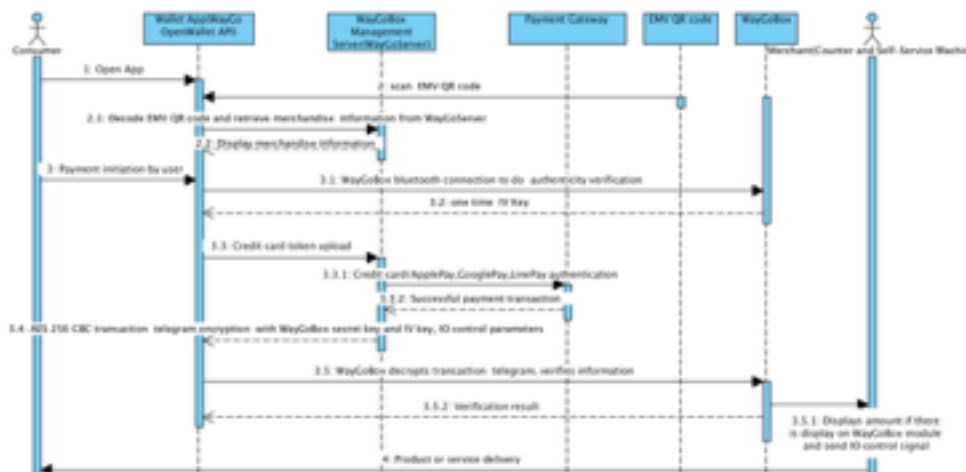 Wallet App(WayGo
OpenWallet API)
WayGoBox
Management
Server(WayGoServer)
Payment Gateway
EMV QR code
WayGoBox
Consumer
Merchant(Counter and Self-Service Machin
1: Open App
scan EMV QR code
2.1: Decode EMV QR code and retrieve merchandise information from WayGoServer
2.2: Display merchandise information
3: Payment initiation by user
3.1: WayGoBox bluetooth connection to do authenticity verification
3.2: one time IV Key
3.3: Credit card token upload
3.3.1: Credit card(ApplePay,GooglePay,LinePay authentication
3.3.2: Successful payment transaction
3.4: AES 256 CBC transaction telegram encryption with WayGoBox secret key and IV key, IO control parameters
3.5: WayGoBox decrypts transaction telegram, verifies information
3.5.2: Verification result
3.5.1: Displays amount if there
is display on WayGoBox module
and send IO control signal
4: Product or service delivery